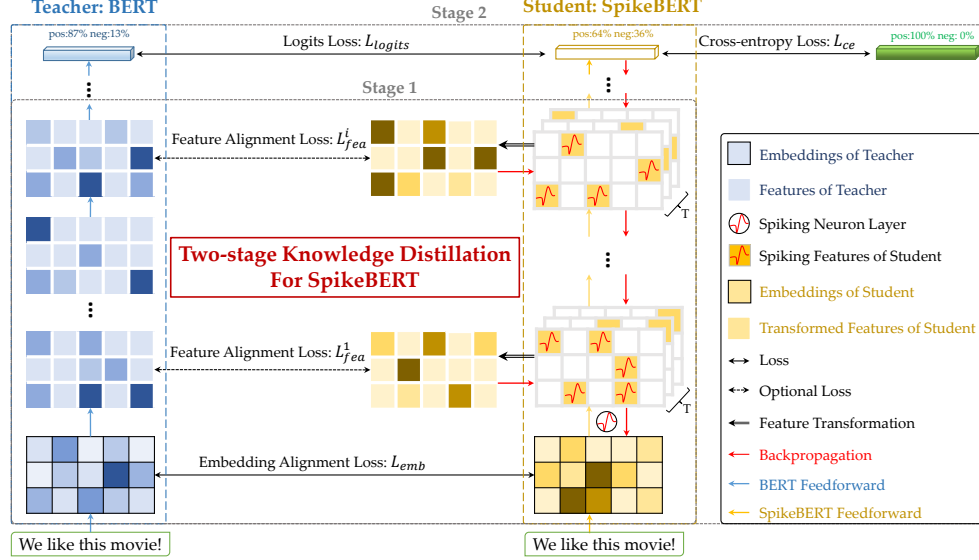 Teacher: BERT
Stage 2
Student: SpikeBERT
pos:87% neg:13%
Logits Loss: L_logits
pos:64% neg:36%
Cross-entropy Loss: L_ce
pos:100% neg: 0%
Stage 1
Feature Alignment Loss: L^i_fea
T
Two-stage Knowledge Distillation
For SpikeBERT
Feature Alignment Loss: L^1_fea
T
Embedding Alignment Loss: L_emb
We like this movie!
We like this movie!
Embeddings of Teacher
Features of Teacher
Spiking Neuron Layer
Spiking Features of Student
Embeddings of Student
Transformed Features of Student
Loss
Optional Loss
Feature Transformation
Backpropagation
BERT Feedforward
SpikeBERT Feedforward